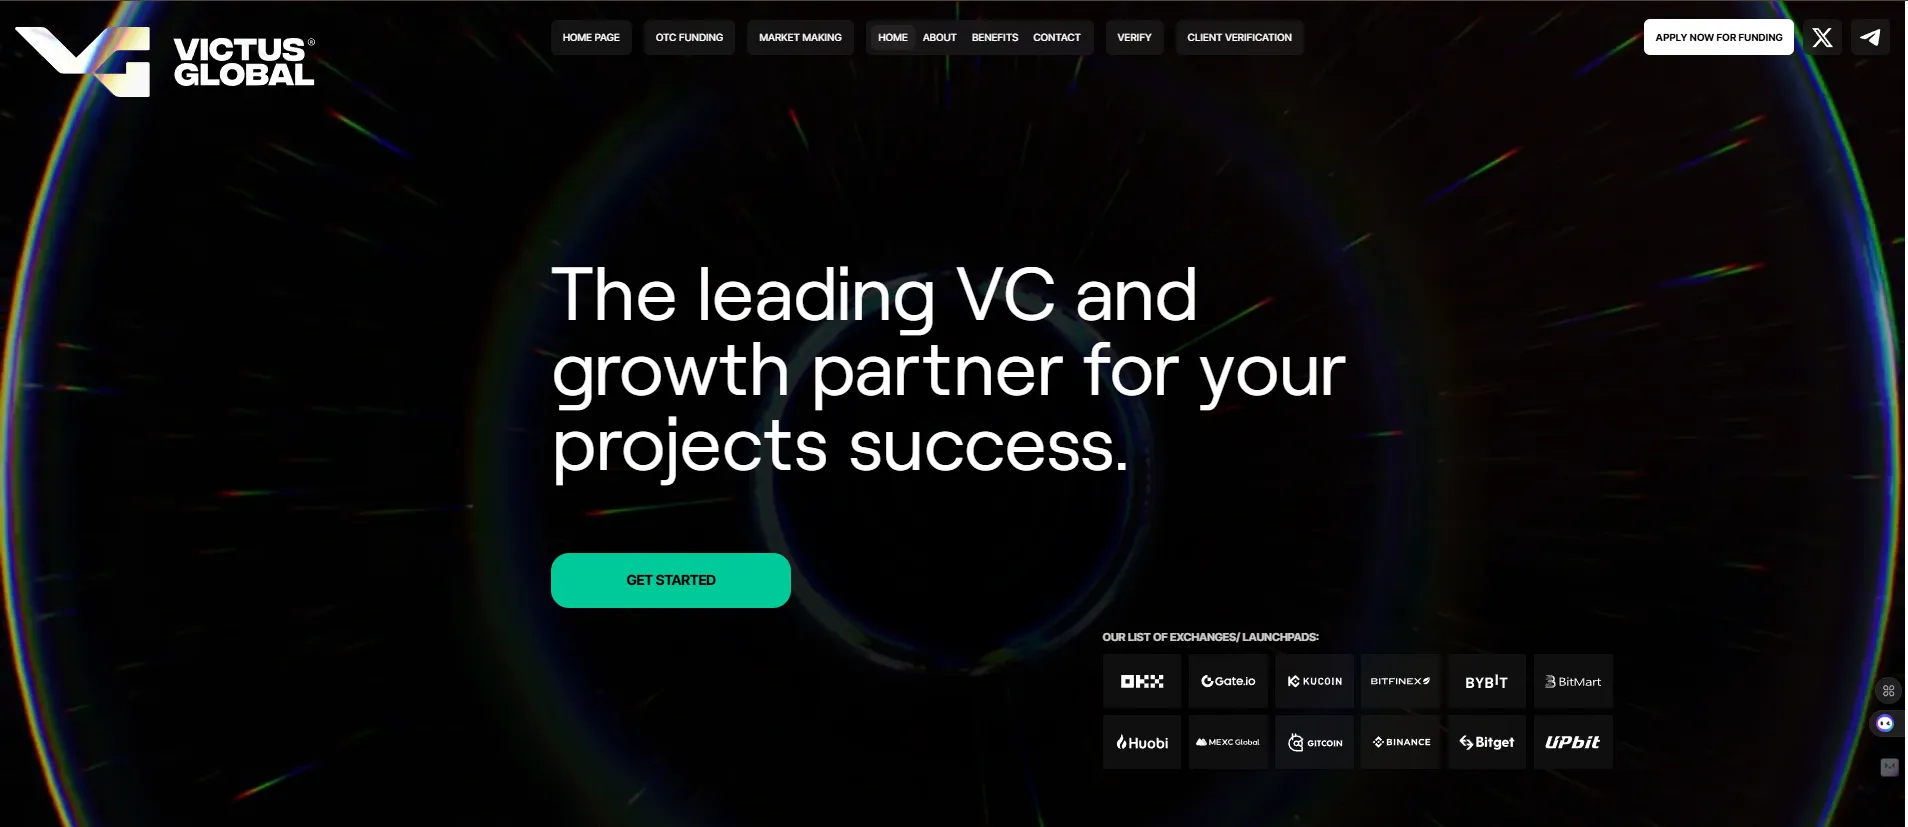 VICTUS®
GLOBAL
HOME PAGE
OTC FUNDING
MARKET MAKING
HOME
ABOUT
BENEFITS
CONTACT
VERIFY
CLIENT VERIFICATION
APPLY NOW FOR FUNDING
The leading VC and
growth partner for your
projects success.
GET STARTED
OUR LIST OF EXCHANGES/ LAUNCHPADS:
OKX
Gate.io
KUCOIN
BITFINEX
BYBIT
BitMart
Huobi
MEXC Global
GITCOIN
BINANCE
Bitget
UPbit